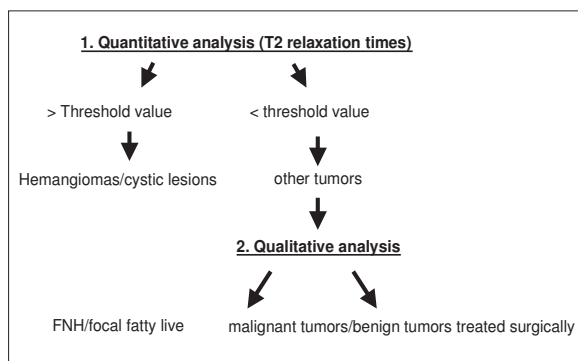 1. Quantitative analysis (T2 relaxation times)
> Threshold value
< threshold value
Hemangiomas/cystic lesions
other tumors
2. Qualitative analysis
FNH/focal fatty live
malignant tumors/benign tumors treated surgically